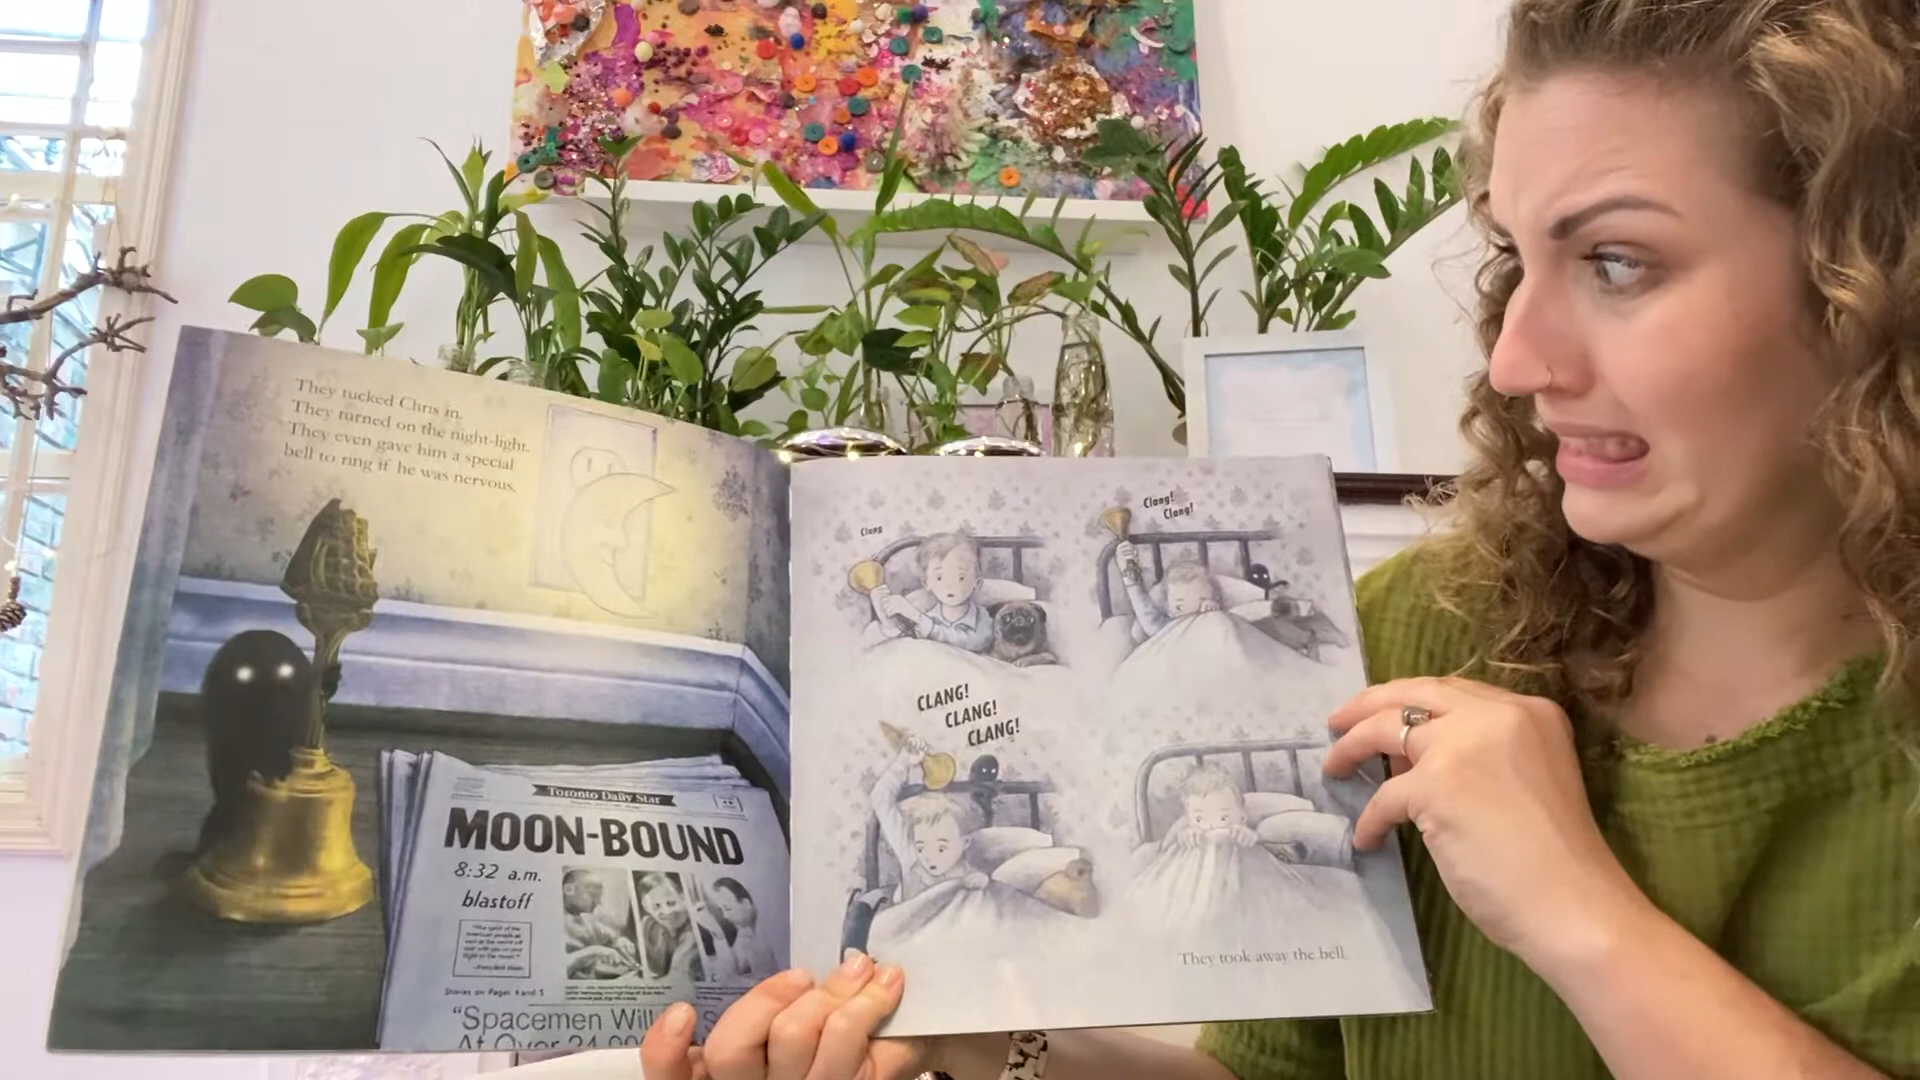 They tucked Chris in.
They turned on the night-light.
They even gave him a special
bell to ring if he was nervous.
Toronto Daily Star
MOON-BOUND
8:32 a.m.
blastoff
Stories on Pages 4 and 5
"Spacemen Will
Clang
Clang!
Clang!
CLANG!
CLANG!
CLANG!
They took away the bell.